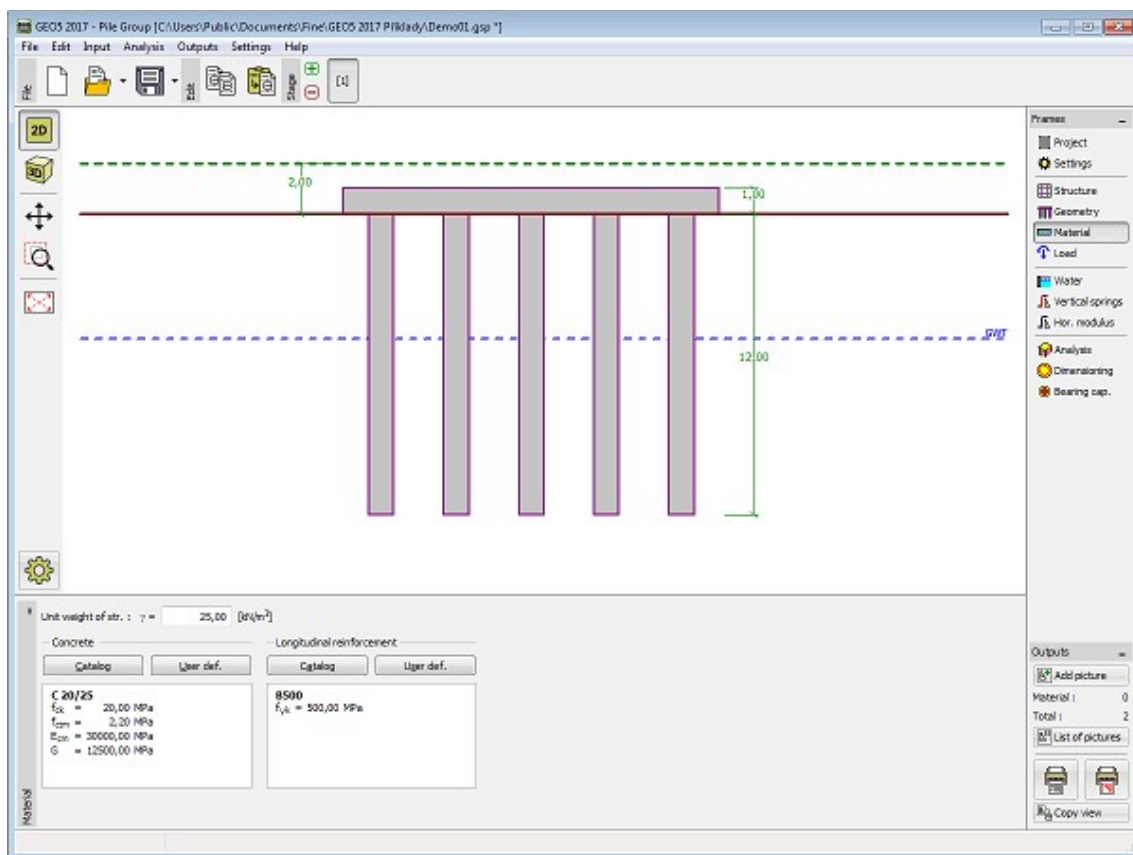 GEO5 2017 - Pile Group [C:\Users\Public\Documents\Fine\GEO5 2017 Příklady\Demo01.gsp *]
File Edit Input Analysis Outputs Settings Help
File
Edit
Stage
[1]
2D
3D
2,00
1,00
GWT
12,00
Frames
Project
Settings
Structure
Geometry
Material
Load
Water
Vertical springs
Hor. modulus
Analysis
Dimensioning
Bearing cap.
Unit weight of str. : γ = 25,00 [kN/m³]
Concrete
Catalog User def.
C 20/25
fck = 20,00 MPa
fctm = 2,20 MPa
Ecm = 30000,00 MPa
G = 12500,00 MPa
Longitudinal reinforcement
Catalog User def.
B500
fyk = 500,00 MPa
Material
Outputs
Add picture
Material : 0
Total : 2
List of pictures
Copy view